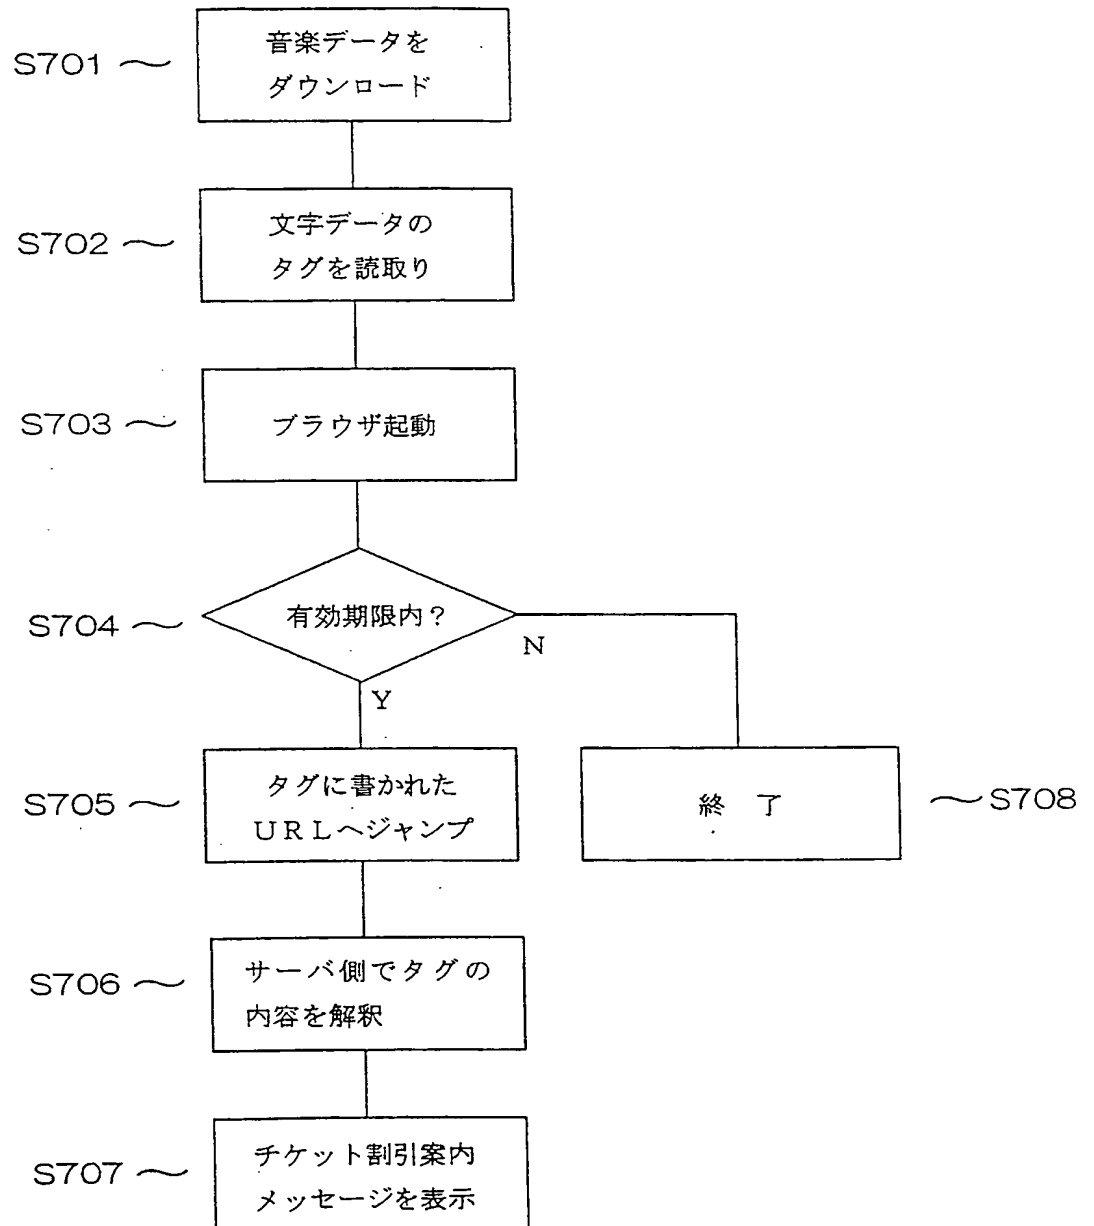 S701
音楽データを
ダウンロード
S702
文字データの
タグを読取り
S703
ブラウザ起動
S704
有効期限内？
N
Y
S705
タグに書かれた
ＵＲＬへジャンプ
終 了
S708
S706
サーバ側でタグの
内容を解釈
S707
チケット割引案内
メッセージを表示